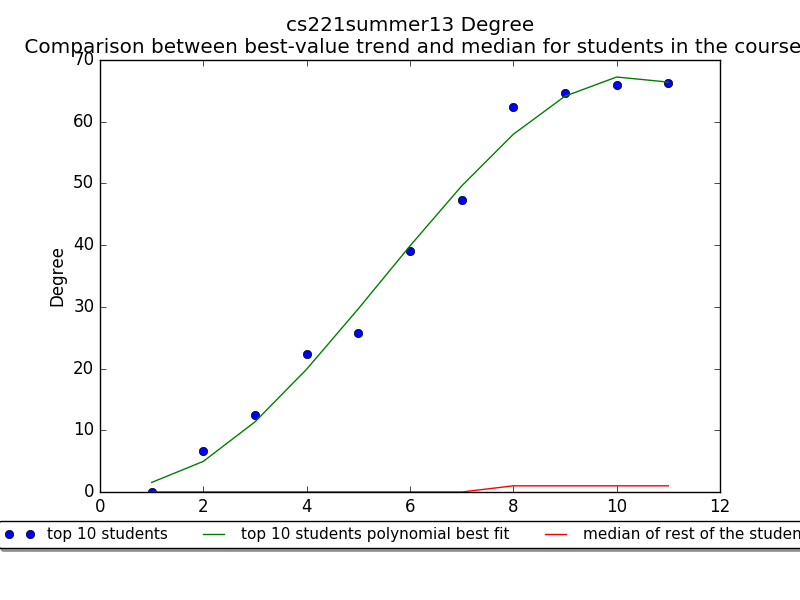 cs221summer13 Degree
Comparison between best-value trend and median for students in the course
70
60
50
40
30
20
10
0
Degree
0 2 4 6 8 10 12
top 10 students top 10 students polynomial best fit median of rest of the studen